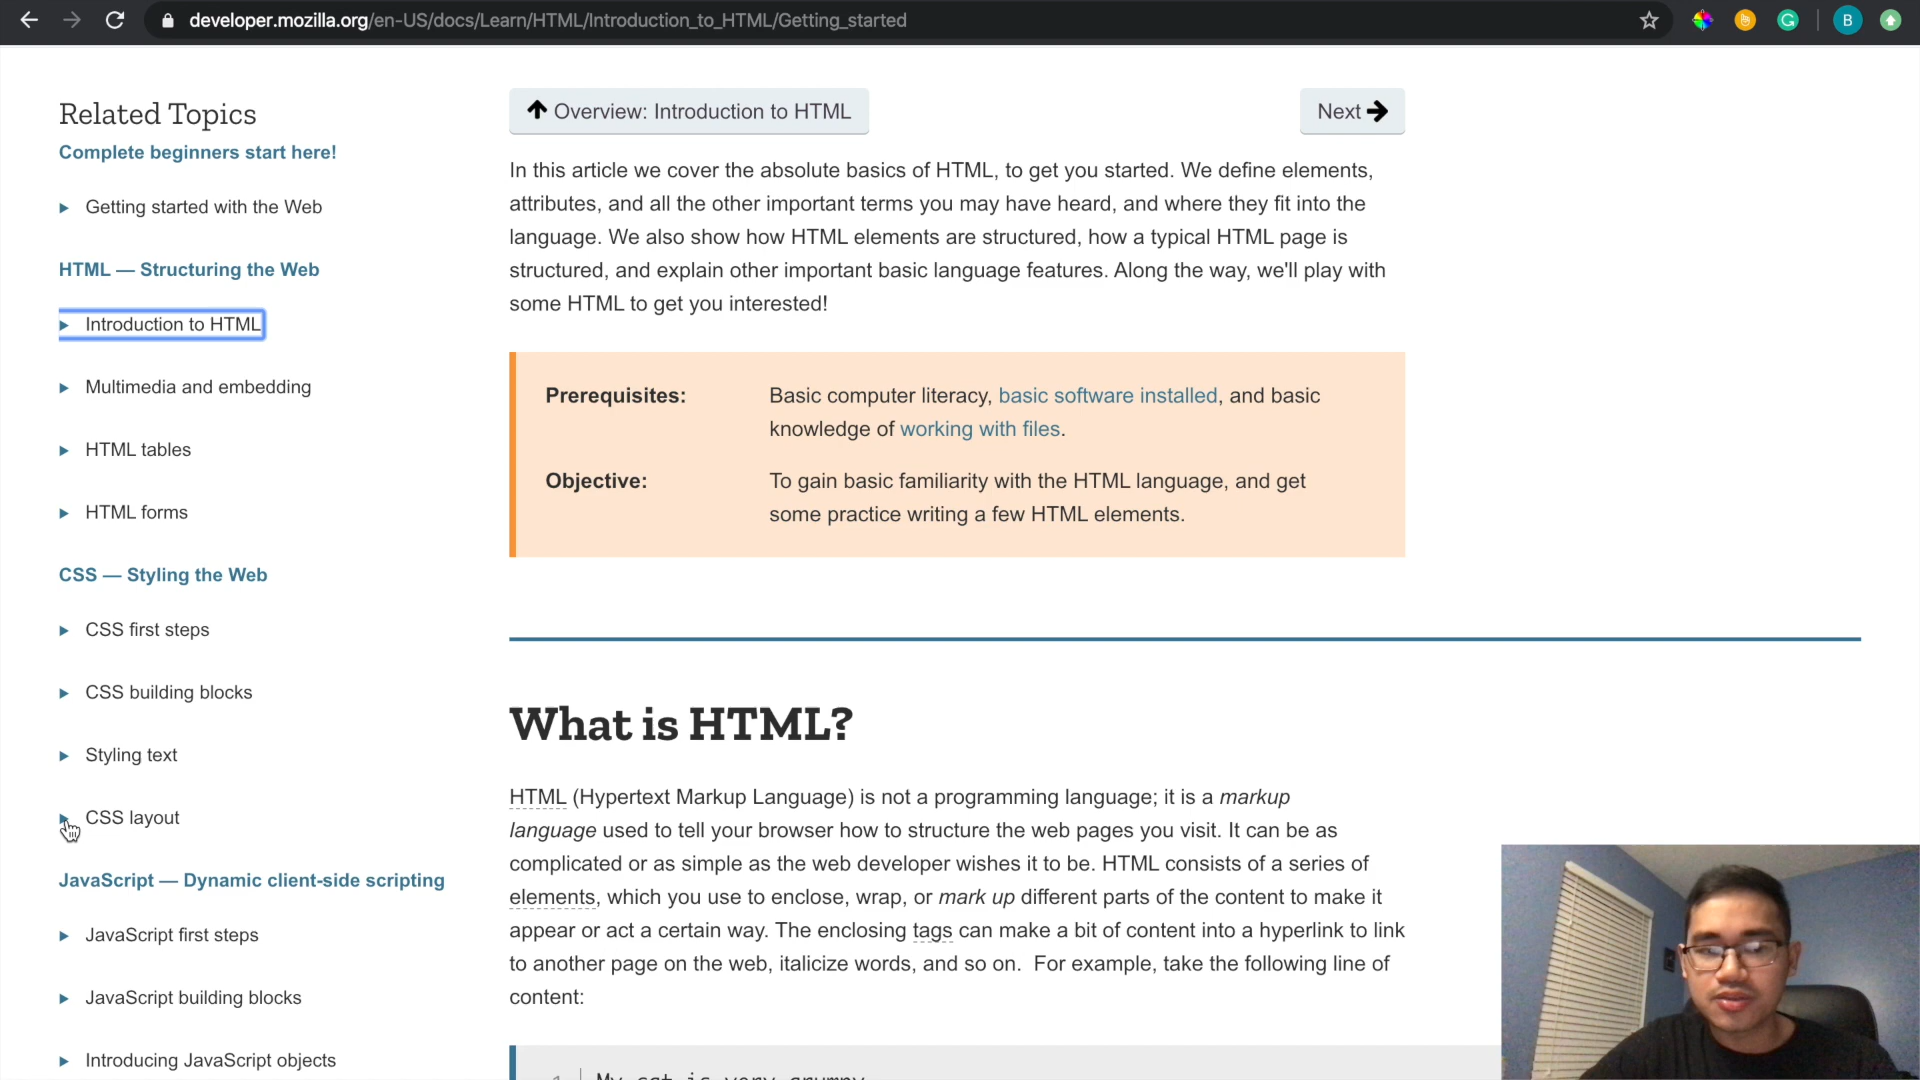 developer.mozilla.org/en-US/docs/Learn/HTML/Introduction_to_HTML/Getting_started
B
Related Topics
Complete beginners start here!
Getting started with the Web
HTML — Structuring the Web
Introduction to HTML
Multimedia and embedding
HTML tables
HTML forms
CSS — Styling the Web
CSS first steps
CSS building blocks
Styling text
CSS layout
JavaScript — Dynamic client-side scripting
JavaScript first steps
JavaScript building blocks
Introducing JavaScript objects
Overview: Introduction to HTML
Next
In this article we cover the absolute basics of HTML, to get you started. We define elements,
attributes, and all the other important terms you may have heard, and where they fit into the
language. We also show how HTML elements are structured, how a typical HTML page is
structured, and explain other important basic language features. Along the way, we'll play with
some HTML to get you interested!
Prerequisites:
Basic computer literacy, basic software installed, and basic
knowledge of working with files.
Objective:
To gain basic familiarity with the HTML language, and get
some practice writing a few HTML elements.
What is HTML?
HTML (Hypertext Markup Language) is not a programming language; it is a markup
language used to tell your browser how to structure the web pages you visit. It can be as
complicated or as simple as the web developer wishes it to be. HTML consists of a series of
elements, which you use to enclose, wrap, or mark up different parts of the content to make it
appear or act a certain way. The enclosing tags can make a bit of content into a hyperlink to link
to another page on the web, italicize words, and so on. For example, take the following line of
content:
1 My cat is very grumpy